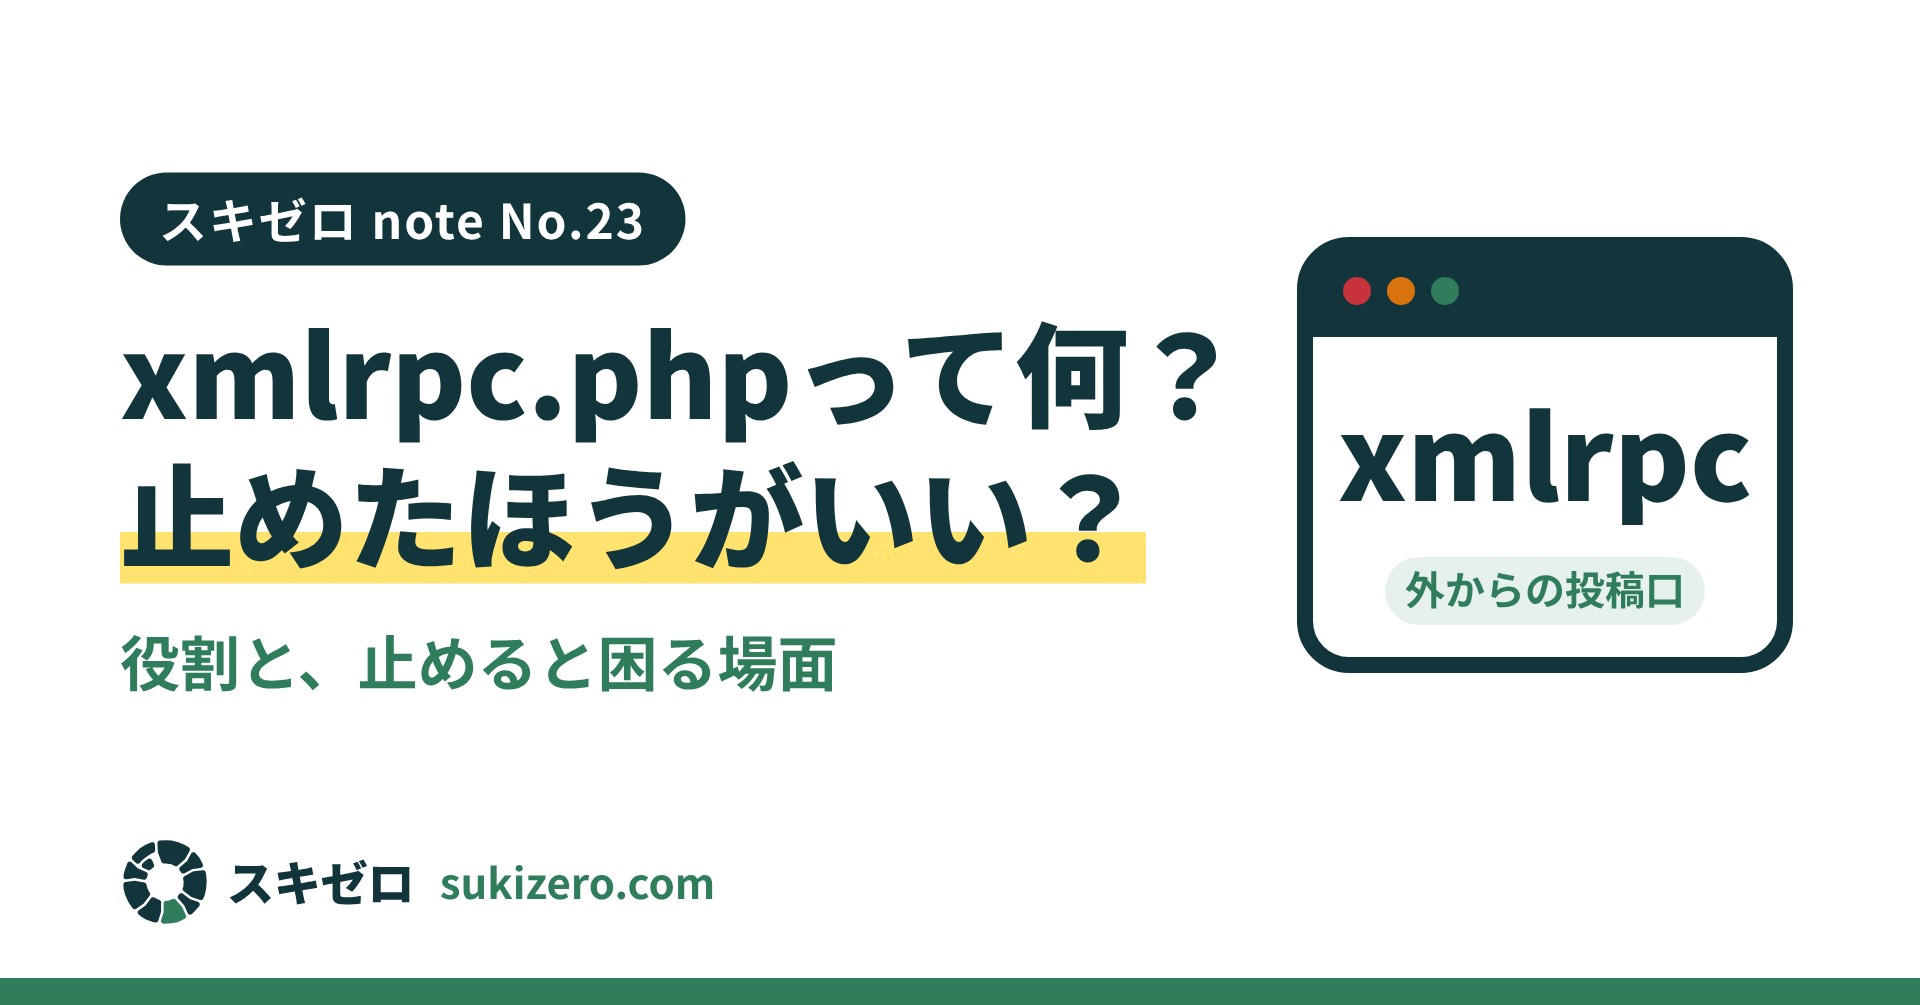 スキゼロ note No.23
xmlrpc.phpって何？
止めたほうがいい？
役割と、止めると困る場面
xmlrpc
外からの投稿口
スキゼロ sukizero.com